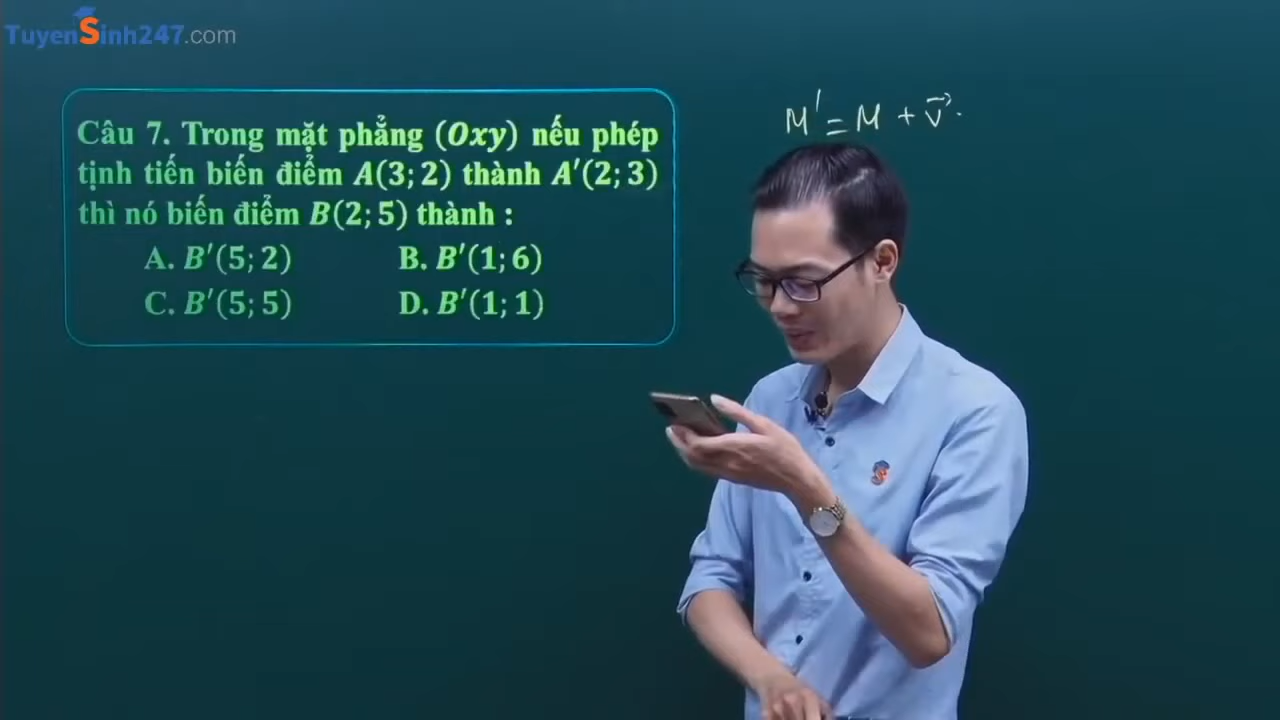 TuyenSinh247.com
Câu 7. Trong mặt phẳng (Oxy) nếu phép
tịnh tiến biến điểm A(3; 2) thành A′(2; 3)
thì nó biến điểm B(2; 5) thành :
A. B′(5; 2) B. B′(1; 6)
C. B′(5; 5) D. B′(1; 1)
M' = M + v⃗.